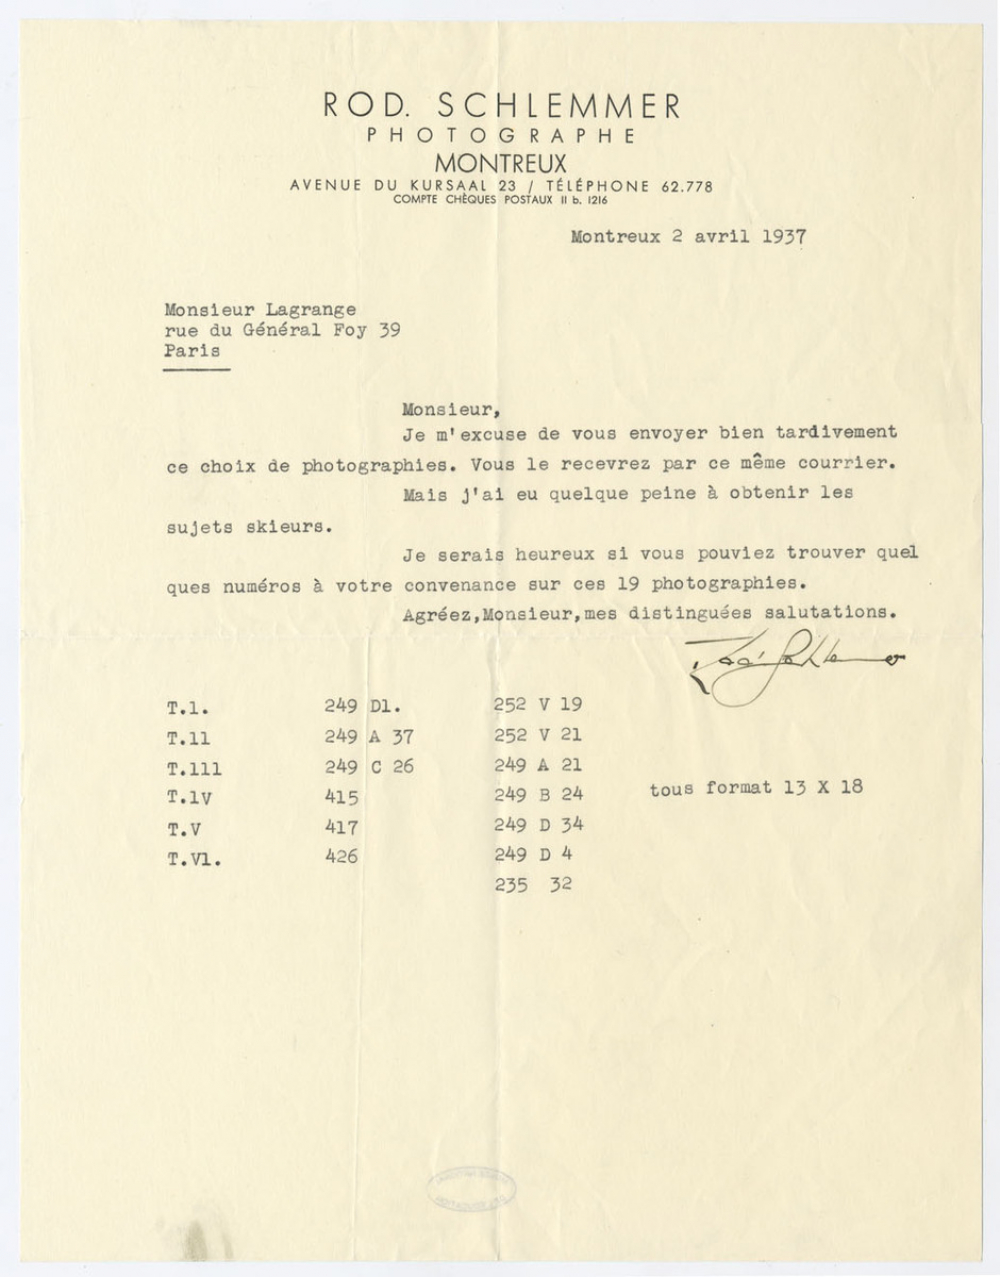 ROD. SCHLEMMER
PHOTOGRAPHE
MONTREUX
AVENUE DU KURSAAL 23 / TÉLÉPHONE 62.778
COMPTE CHÈQUES POSTAUX II b. 1216
Montreux 2 avril 1937
Monsieur Lagrange
rue du Général Foy 39
Paris
Monsieur,
Je m'excuse de vous envoyer bien tardivement
ce choix de photographies. Vous le recevrez par ce même courrier.
Mais j'ai eu quelque peine à obtenir les
sujets skieurs.
Je serais heureux si vous pouviez trouver quel
ques numéros à votre convenance sur ces 19 photographies.
Agréez,Monsieur,mes distinguées salutations.
T.1. 249 D1. 252 V 19
T.11 249 A 37 252 V 21
T.111 249 C 26 249 A 21
T.1V 415 249 B 24 tous format 13 X 18
T.V 417 249 D 34
T.V1. 426 249 D 4
235 32